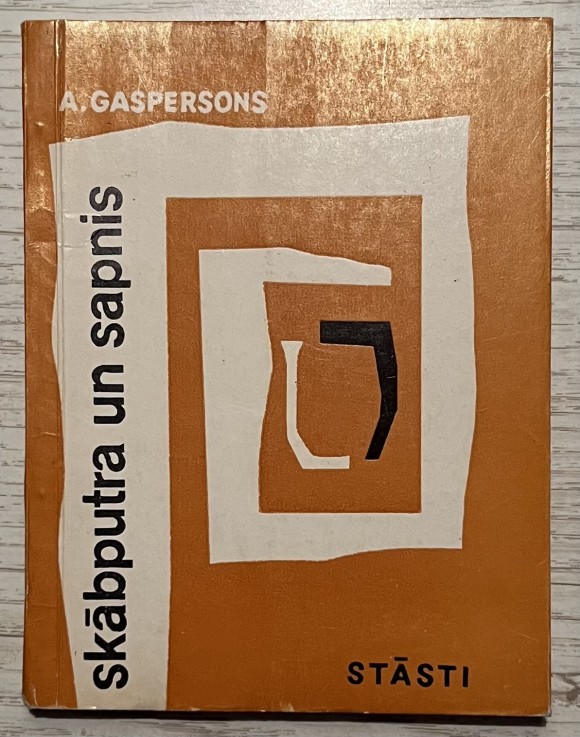 A. GASPERSONS
skābputra un sapnis
STĀSTI